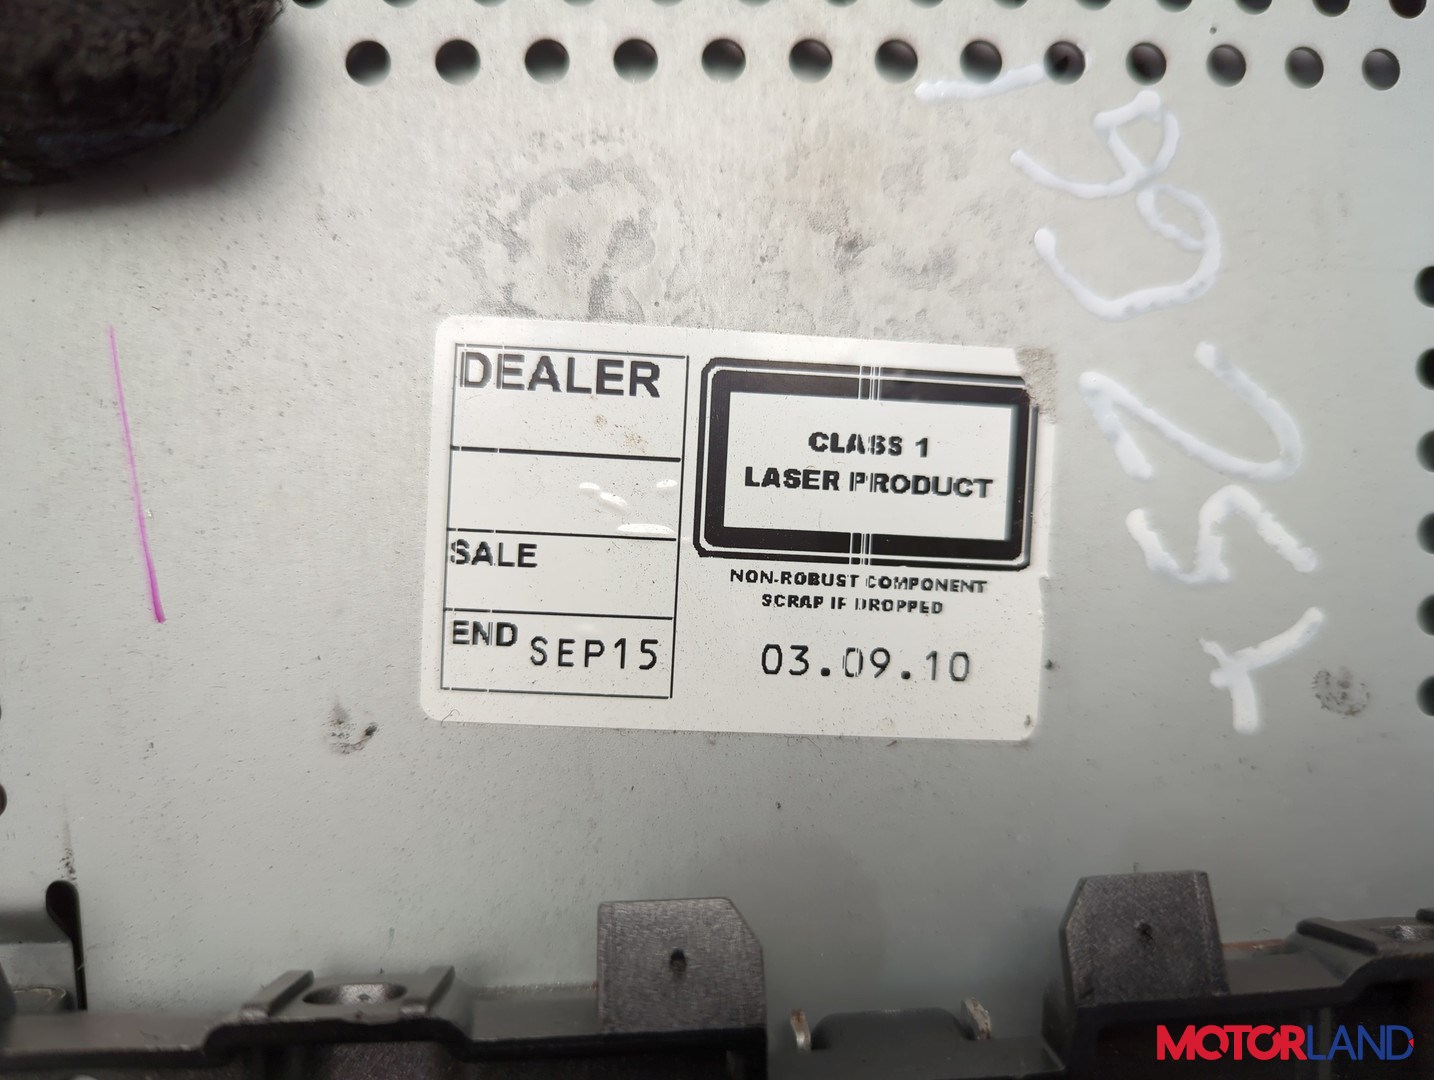 DEALER
SALE
END SEP15
CLASS 1
LASER PRODUCT
NON-ROBUST COMPONENT
SCRAP IF DROPPED
03.09.10
MOTORLAND